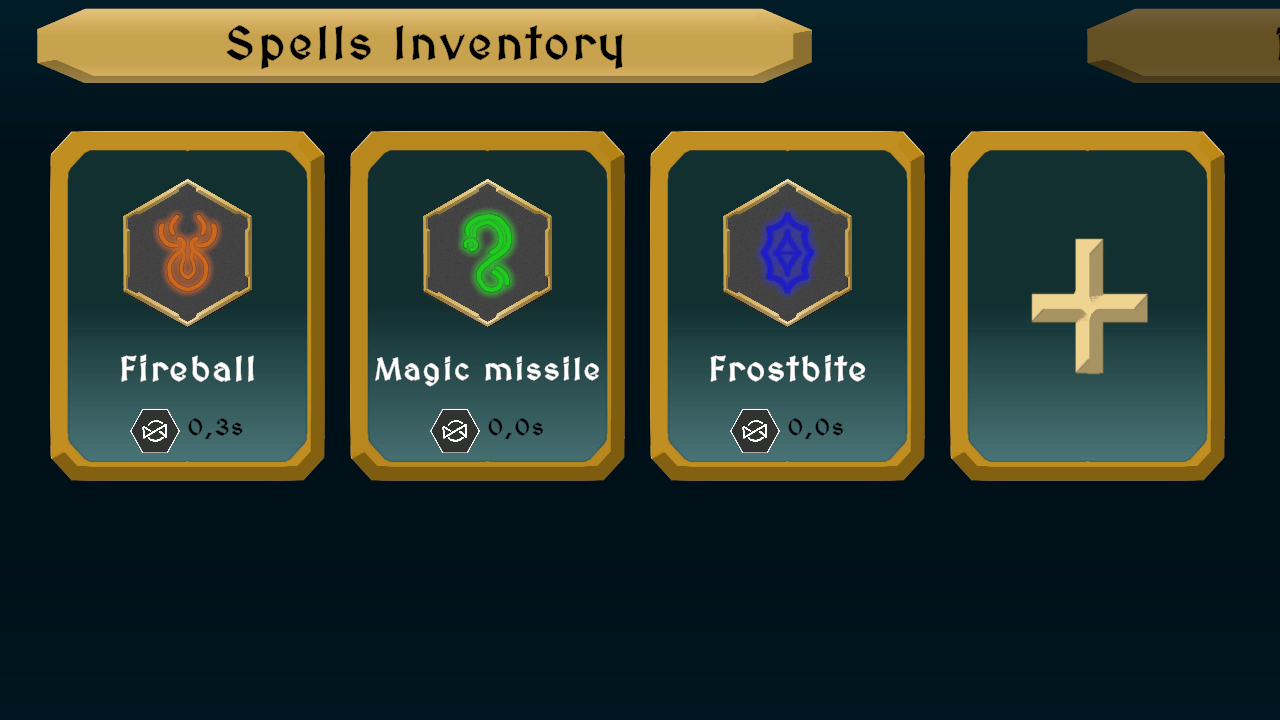 Spells Inventory
Fireball
Magic missile
Frostbite
0,3s
0,0s
0,0s